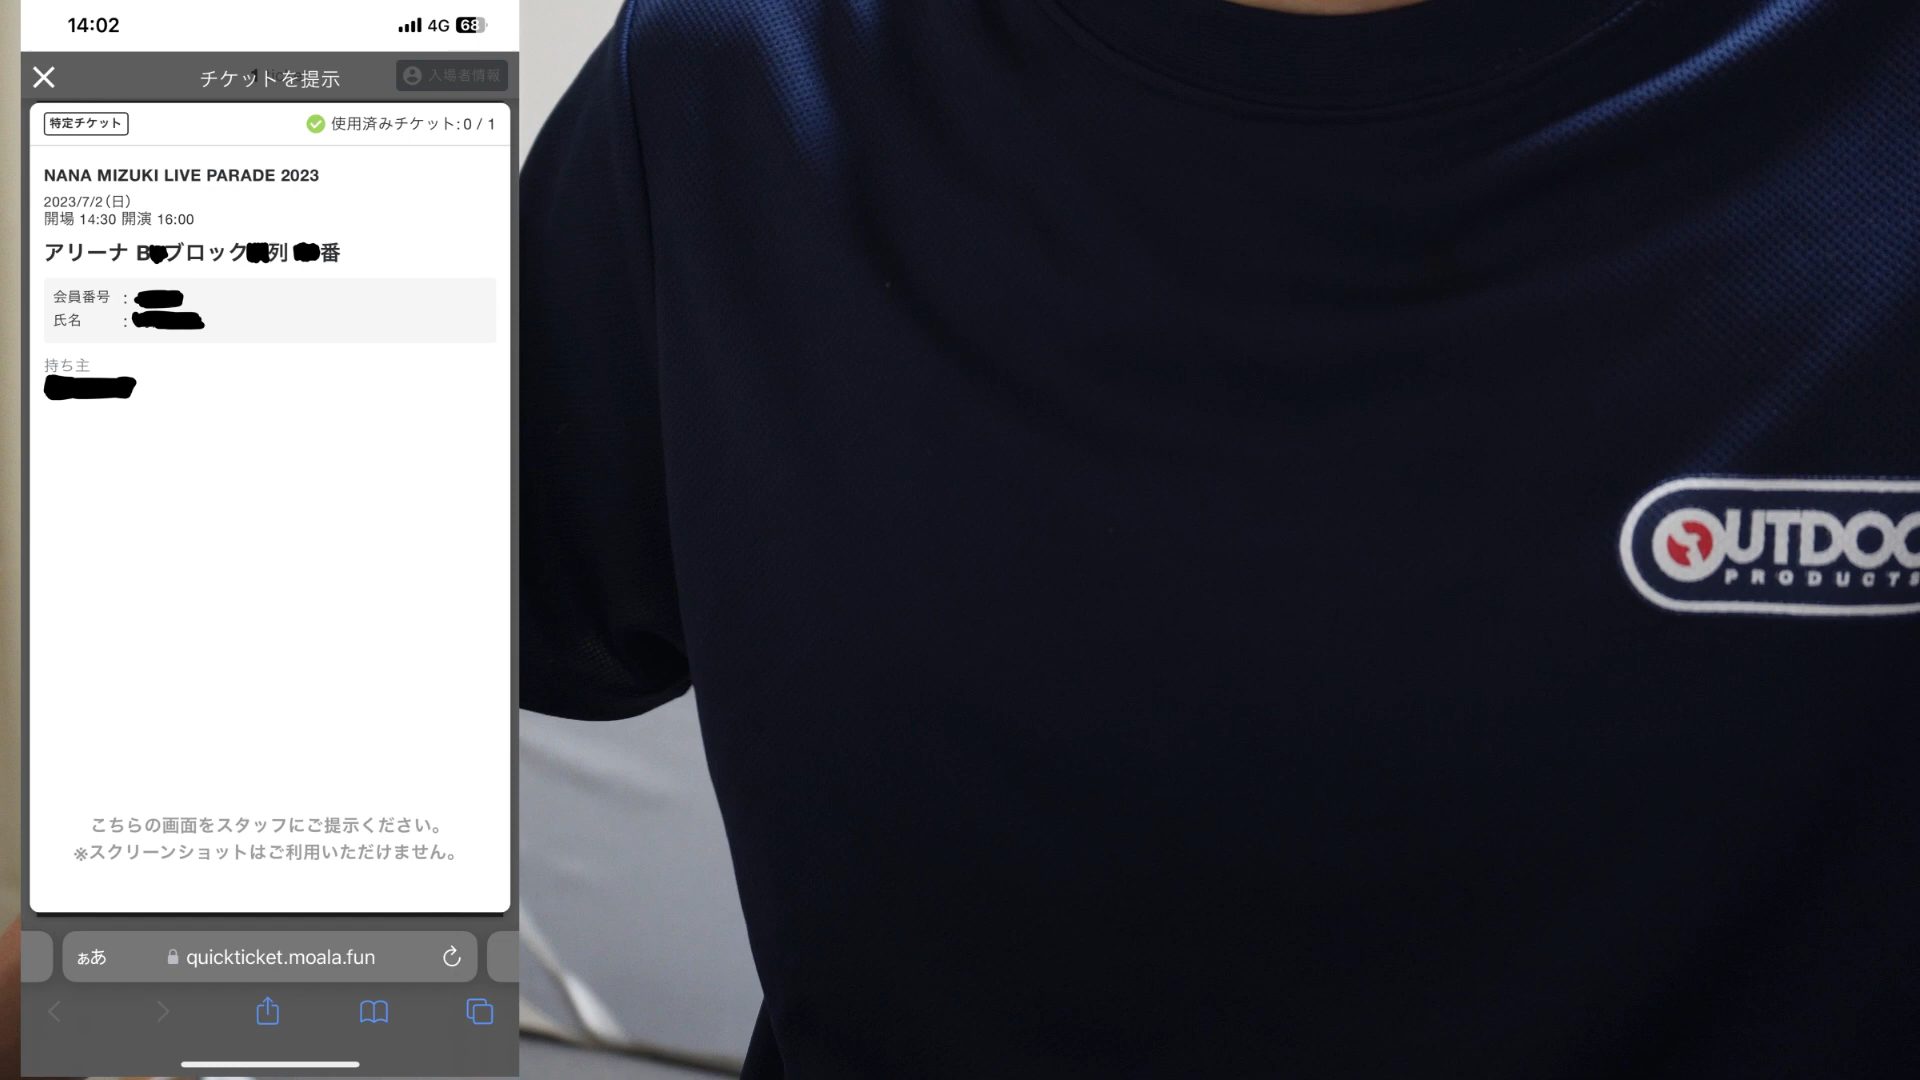 14:02
4G 68
チケットを提示
入場者情報
特定チケット
使用済みチケット:0 / 1
NANA MIZUKI LIVE PARADE 2023
2023/7/2(日)
開場 14:30 開演 16:00
アリーナ B ブロック 列 番
会員番号 :
氏名 :
持ち主
こちらの画面をスタッフにご提示ください。
※スクリーンショットはご利用いただけません。
ぁあ
quickticket.moala.fun
OUTDOO
PRODUCTS